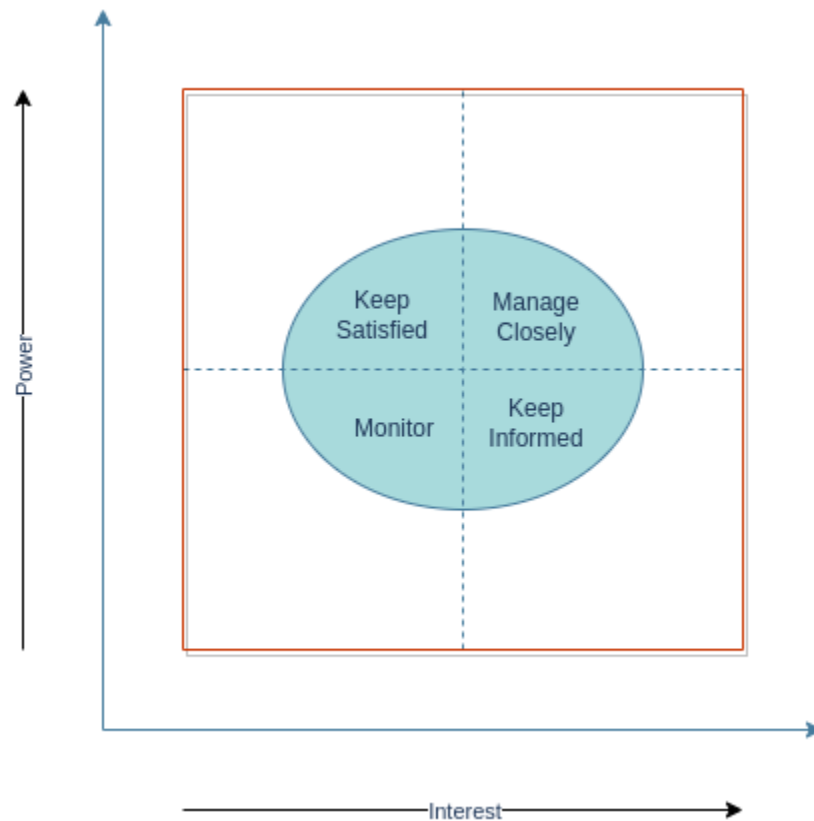 Keep
Satisfied
Manage
Closely
Monitor
Keep
Informed
Power
Interest